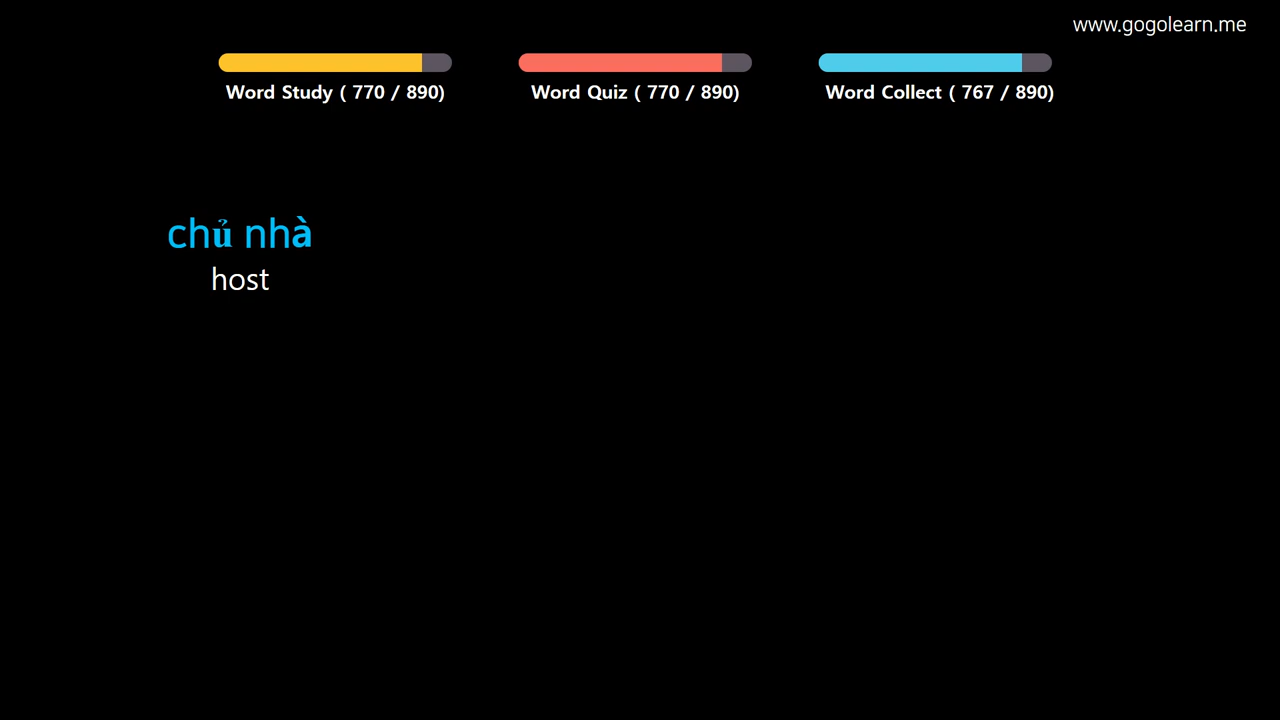 www.gogolearn.me
Word Study ( 770 / 890)
Word Quiz ( 770 / 890)
Word Collect ( 767 / 890)
chủ nhà
host